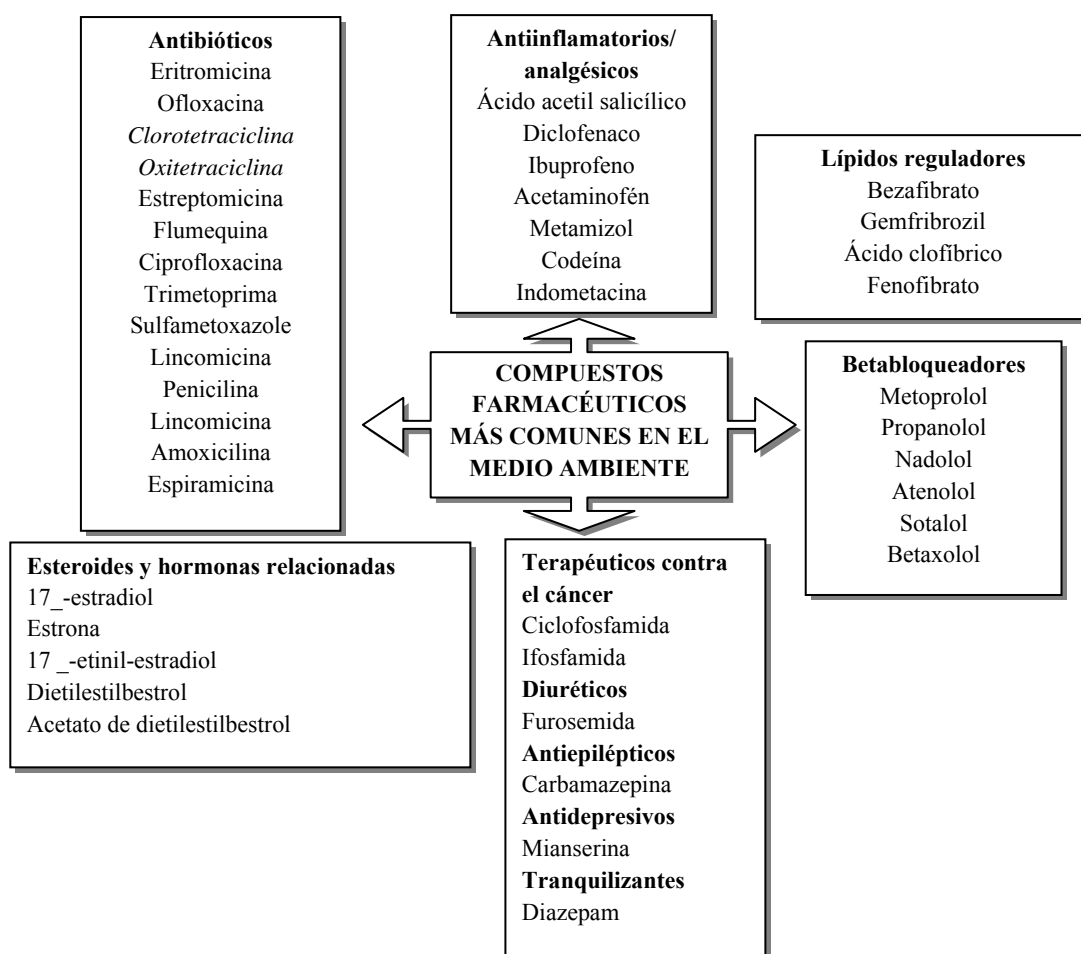 Antibióticos
Eritromicina
Ofloxacina
Clorotetraciclina
Oxitetraciclina
Estreptomicina
Flumequina
Ciprofloxacina
Trimetoprima
Sulfametoxazole
Lincomicina
Penicilina
Lincomicina
Amoxicilina
Espiramicina
Antiinflamatorios/
analgésicos
Ácido acetil salicílico
Diclofenaco
Ibuprofeno
Acetaminofén
Metamizol
Codeína
Indometacina
Lípidos reguladores
Bezafibrato
Gemfribrozil
Ácido clofíbrico
Fenofibrato
COMPUESTOS
FARMACÉUTICOS
MÁS COMUNES EN EL
MEDIO AMBIENTE
Betabloqueadores
Metoprolol
Propanolol
Nadolol
Atenolol
Sotalol
Betaxolol
Esteroides y hormonas relacionadas
17_-estradiol
Estrona
17 _-etinil-estradiol
Dietilestilbestrol
Acetato de dietilestilbestrol
Terapéuticos contra
el cáncer
Ciclofosfamida
Ifosfamida
Diuréticos
Furosemida
Antiepilépticos
Carbamazepina
Antidepresivos
Mianserina
Tranquilizantes
Diazepam